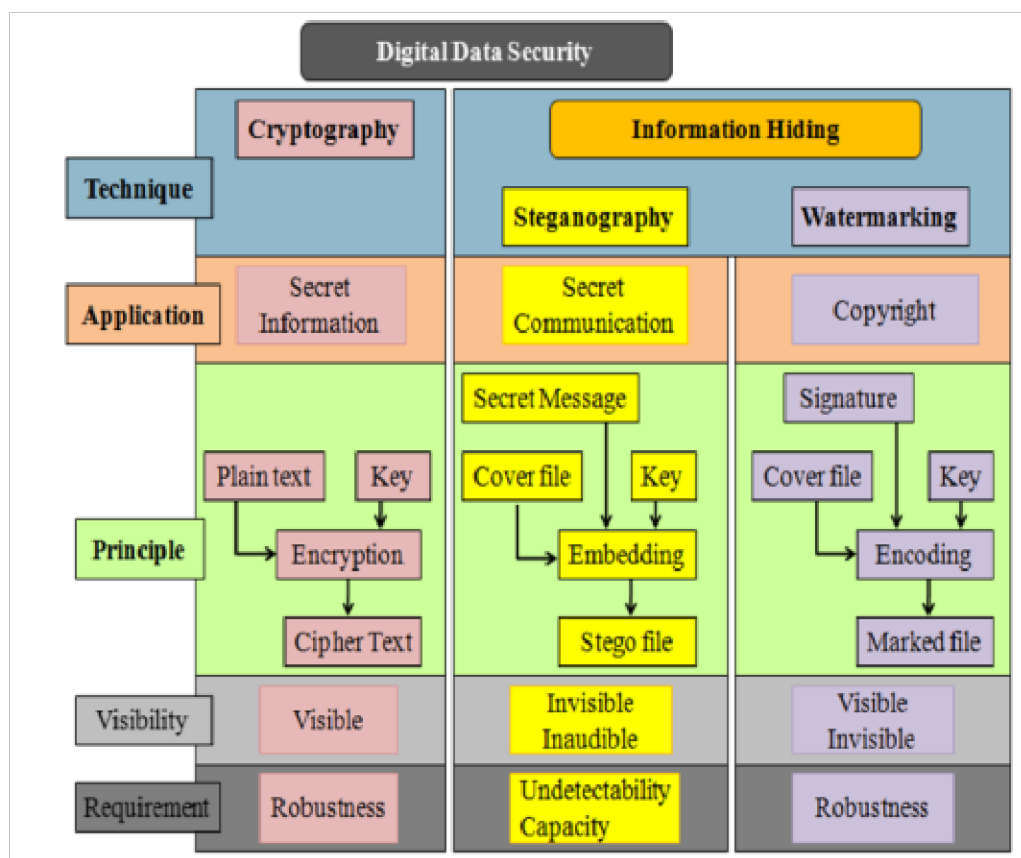 Digital Data Security
Cryptography
Information Hiding
Technique
Steganography
Watermarking
Application
Secret
Information
Secret
Communication
Copyright
Secret Message
Signature
Plain text
Key
Cover file
Key
Cover file
Key
Principle
Encryption
Embedding
Encoding
Cipher Text
Stego file
Marked file
Visibility
Visible
Invisible
Inaudible
Visible
Invisible
Requirement
Robustness
Undetectability
Capacity
Robustness